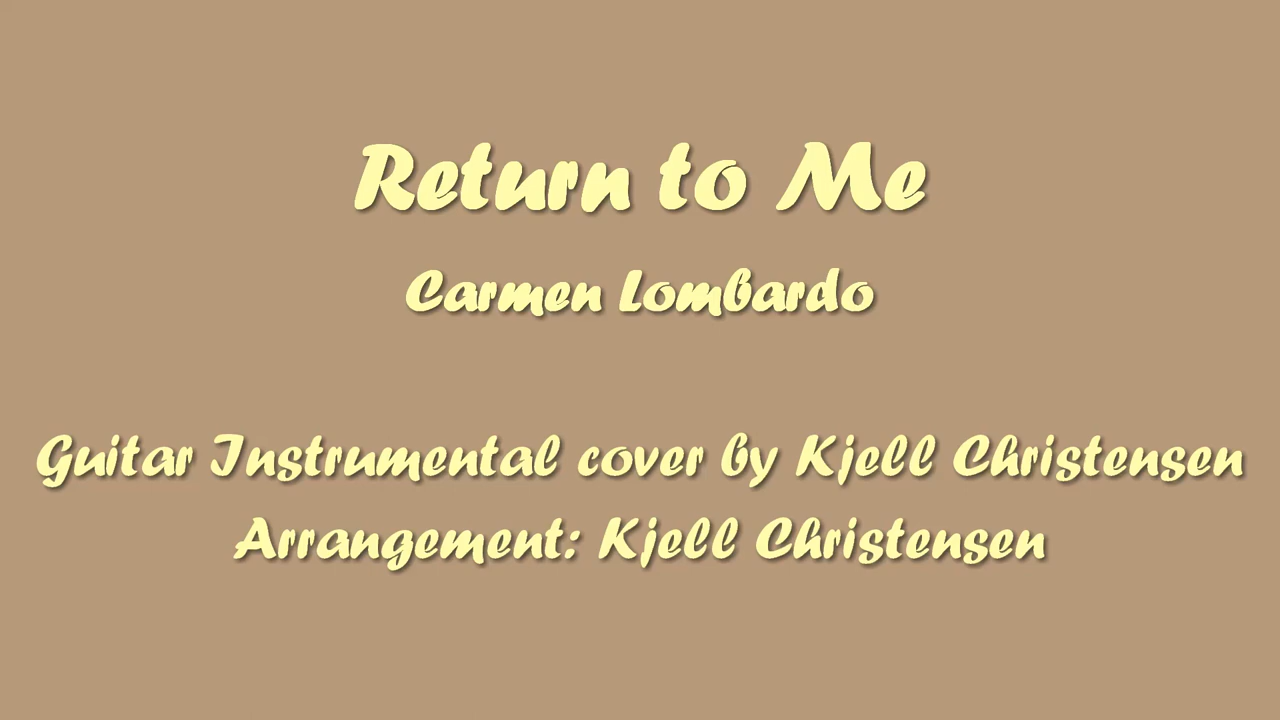 Return to Me
Carmen Lombardo
Guitar Instrumental cover by Kjell Christensen
Arrangement: Kjell Christensen